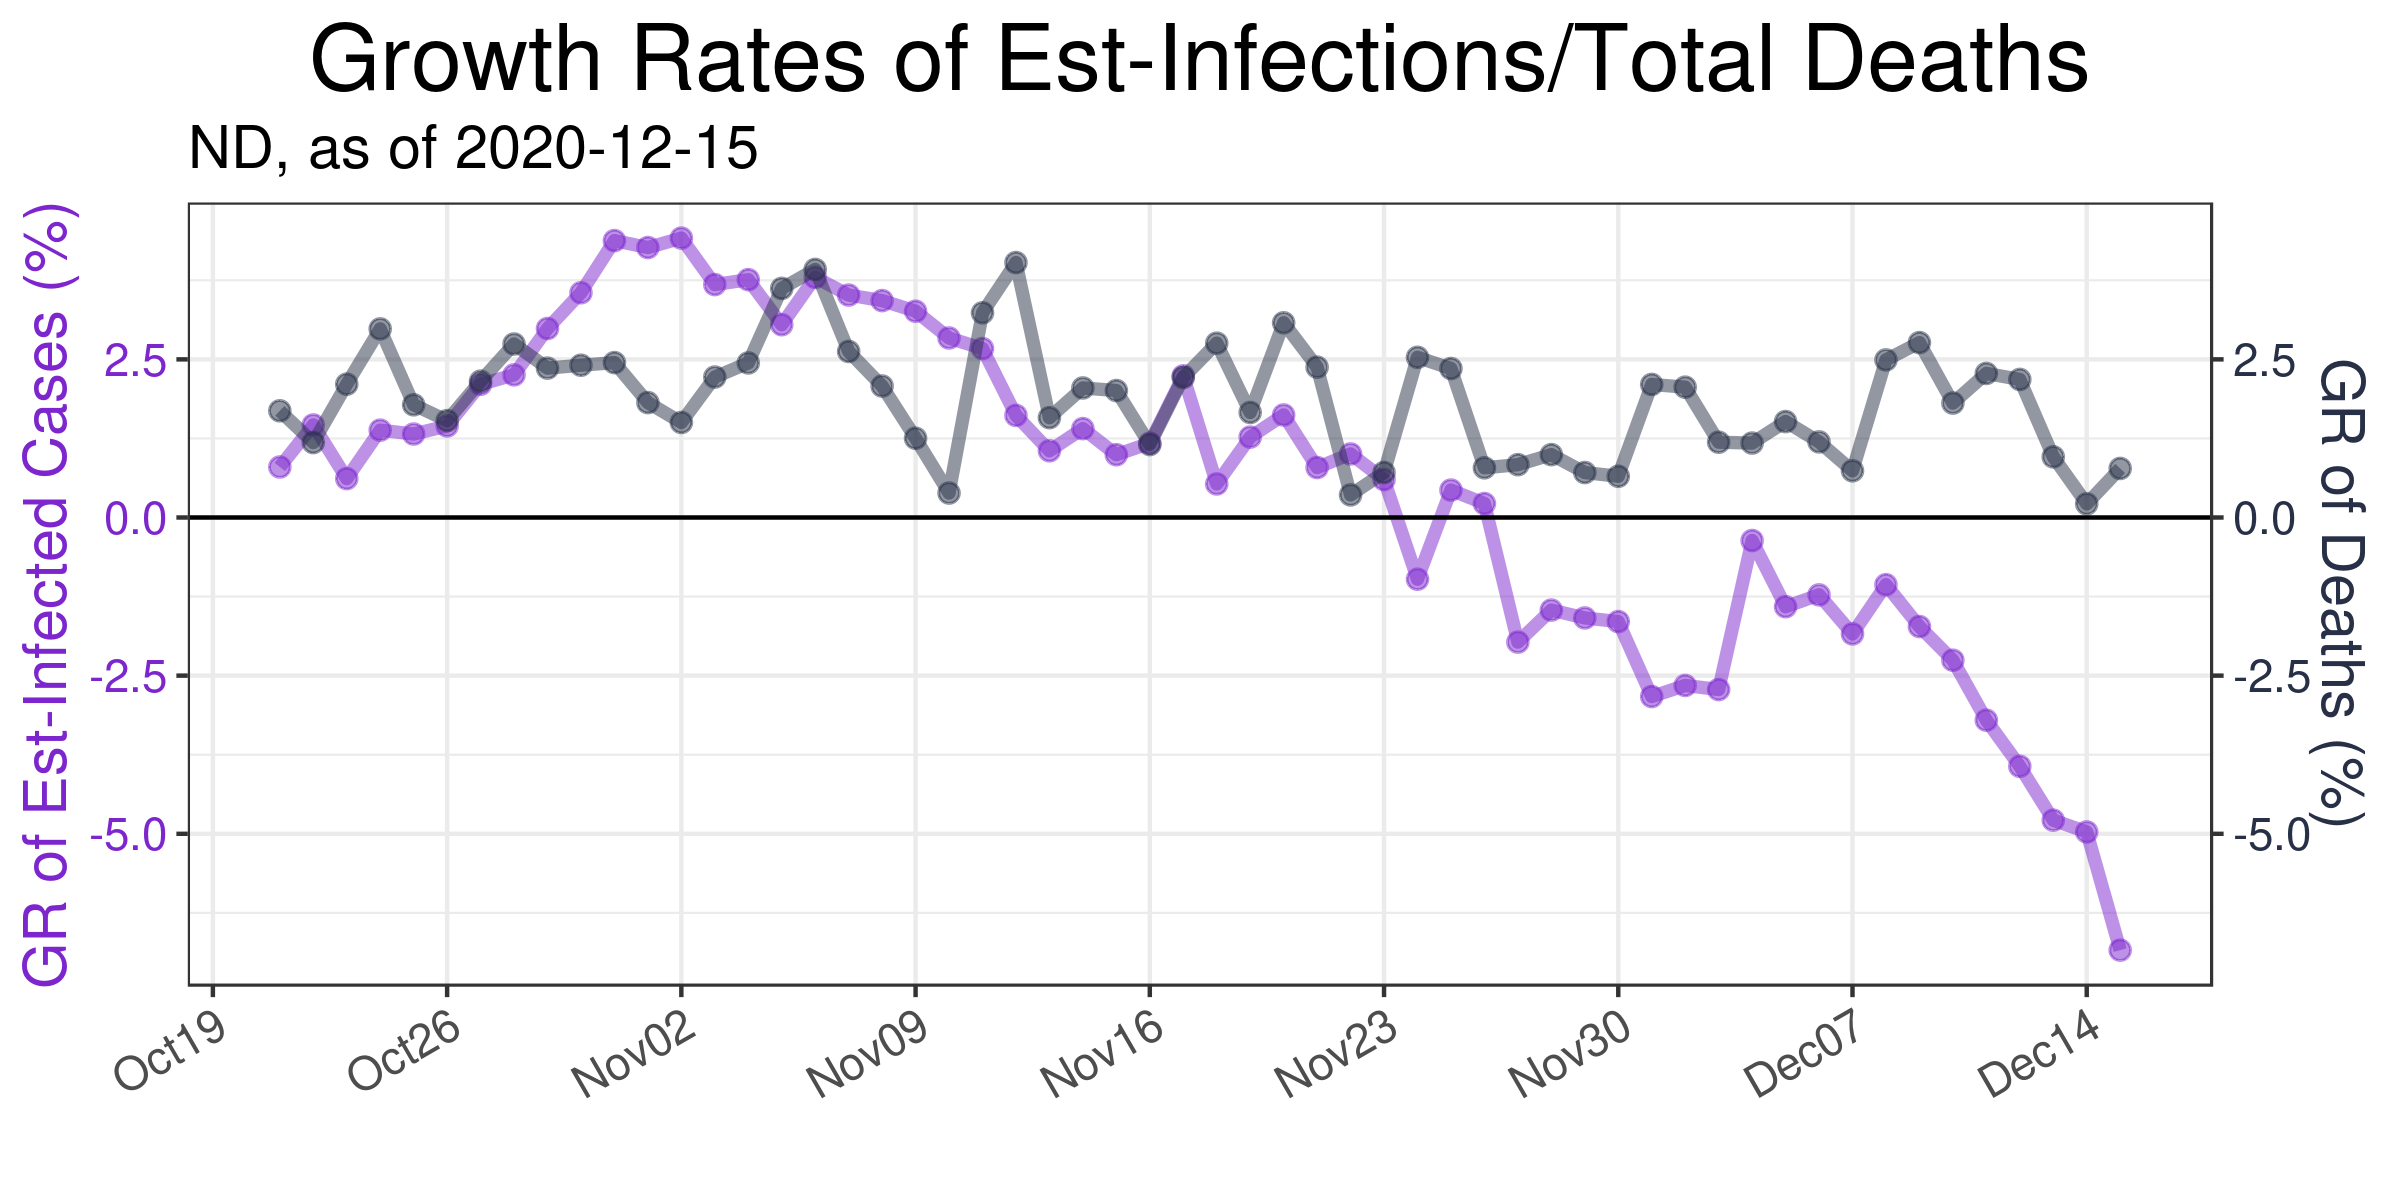 Growth Rates of Est-Infections/Total Deaths
ND, as of 2020-12-15
GR of Est-Infected Cases (%)
2.5
0.0
-2.5
-5.0
2.5
0.0
-2.5
-5.0
GR of Deaths (%)
Oct19
Oct26
Nov02
Nov09
Nov16
Nov23
Nov30
Dec07
Dec14